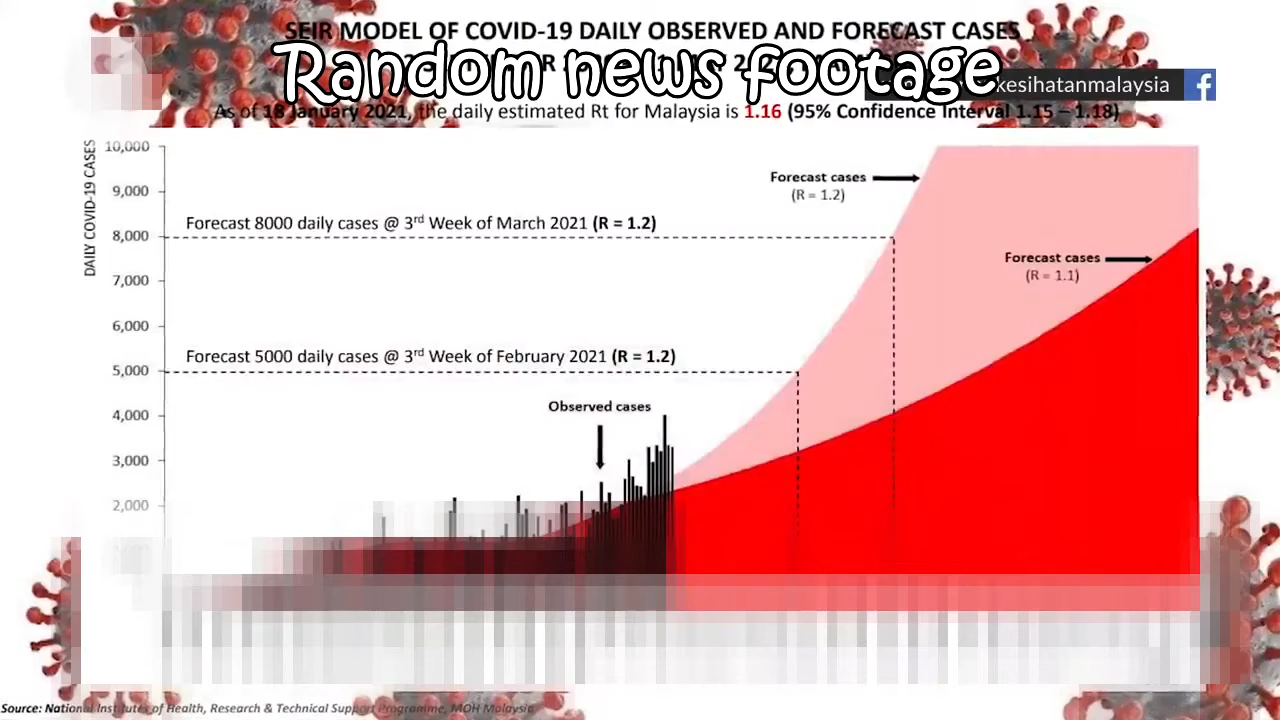 SEIR MODEL OF COVID-19 DAILY OBSERVED AND FORECAST CASES
Random news footage
kesihatanmalaysia
As of 18 January 2021, the daily estimated Rt for Malaysia is 1.16 (95% Confidence Interval 1.15 – 1.18)
DAILY COVID-19 CASES
10,000
9,000
8,000
7,000
6,000
5,000
4,000
3,000
2,000
Forecast cases
(R = 1.2)
Forecast 8000 daily cases @ 3rd Week of March 2021 (R = 1.2)
Forecast cases
(R = 1.1)
Forecast 5000 daily cases @ 3rd Week of February 2021 (R = 1.2)
Observed cases
Source: National Institutes of Health, Research & Technical Support Programme, MOH Malaysia